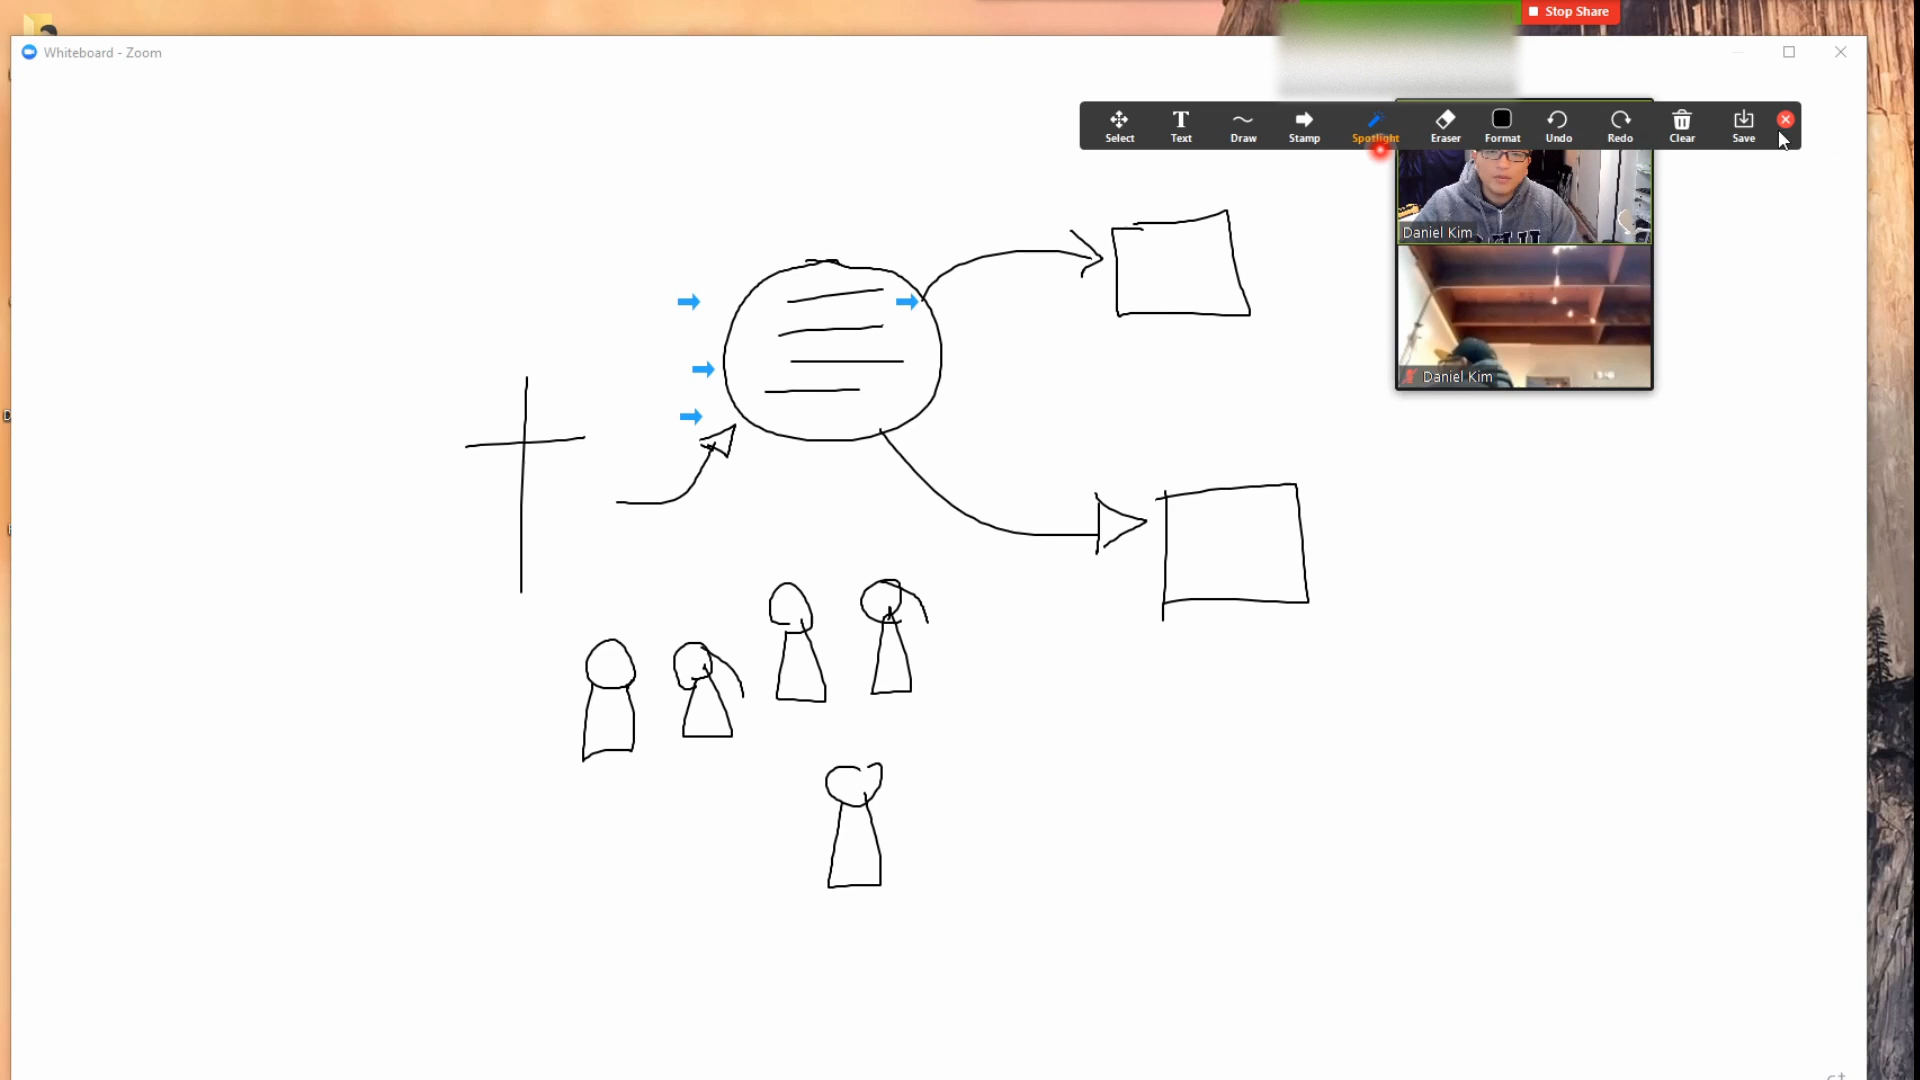 Stop Share
Whiteboard - Zoom
Select
Text
Draw
Stamp
Spotlight
Eraser
Format
Undo
Redo
Clear
Save
Daniel Kim
Daniel Kim